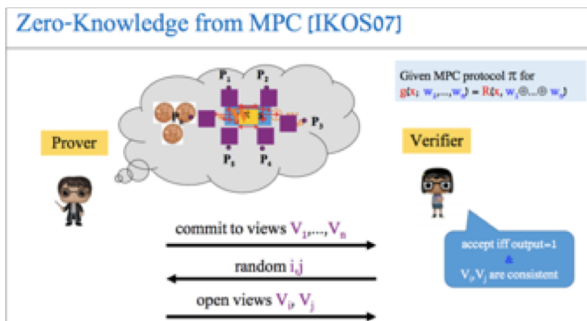 Zero-Knowledge from MPC [IKOS07]
P₁ P₂
Given MPC protocol π for
g(x; w₁,...,wₙ) = R(x, w₁⊕...⊕ wₙ)
π
P₃
Prover
Verifier
P₅ P₄
commit to views V₁,...,Vₙ
random i,j
open views Vᵢ, Vⱼ
accept iff output=1
&
Vᵢ,Vⱼ are consistent